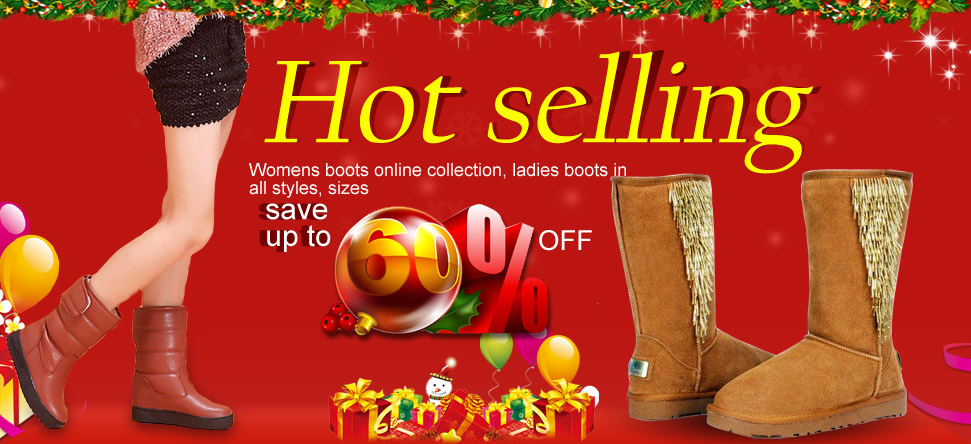 Hot selling
Womens boots online collection, ladies boots in
all styles, sizes
save
up to
60% OFF